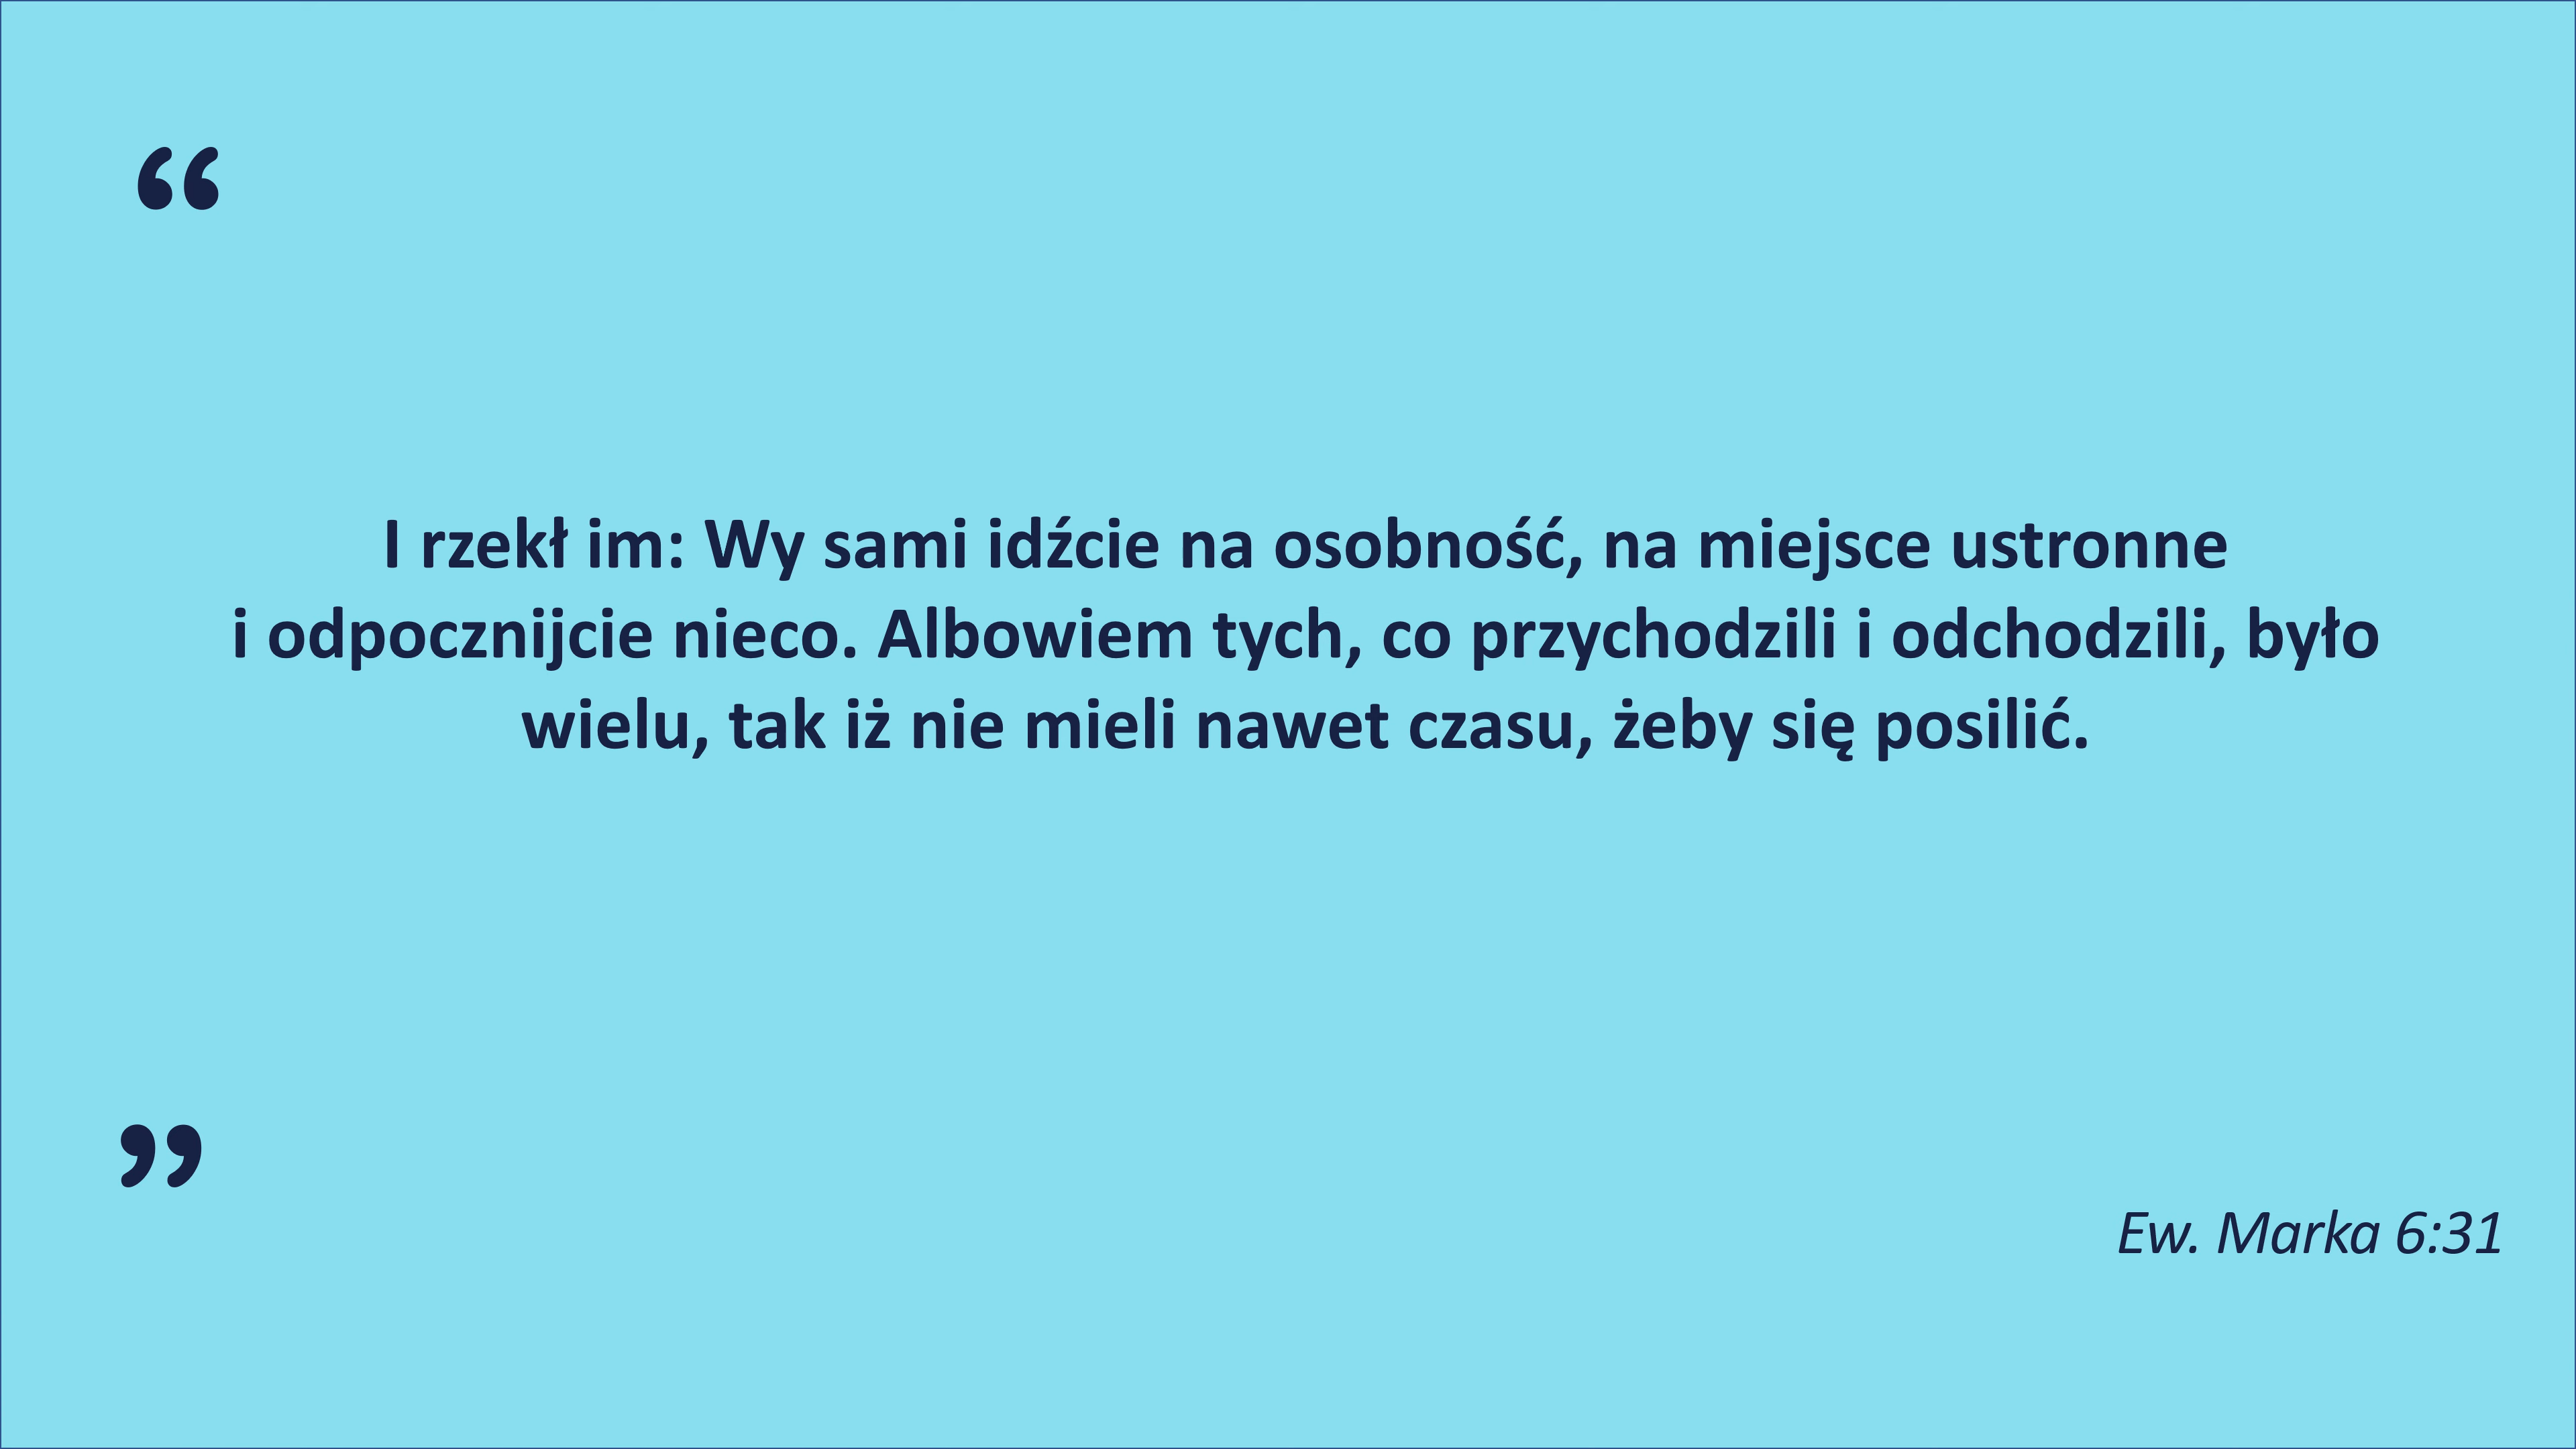 “
I rzekł im: Wy sami idźcie na osobność, na miejsce ustronne
i odpocznijcie nieco. Albowiem tych, co przychodzili i odchodzili, było
wielu, tak iż nie mieli nawet czasu, żeby się posilić.
”
Ew. Marka 6:31